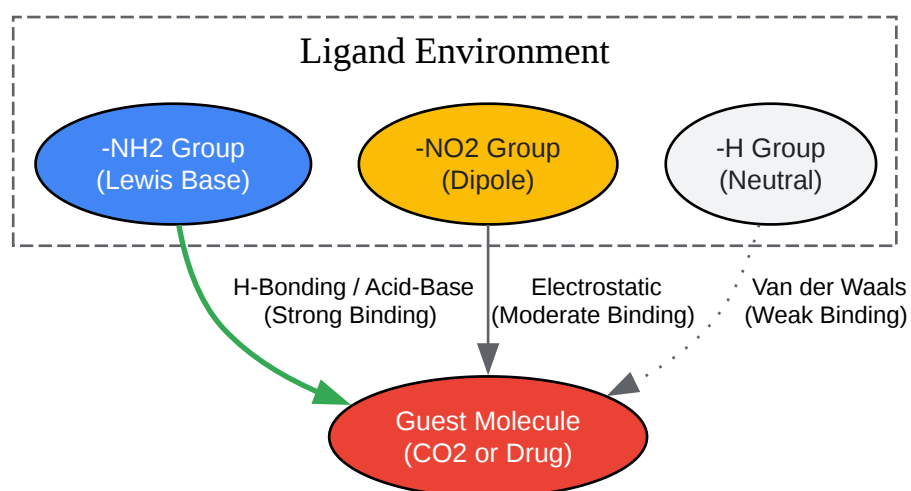 Ligand Environment
-NH2 Group
(Lewis Base)
-NO2 Group
(Dipole)
-H Group
(Neutral)
H-Bonding / Acid-Base
(Strong Binding)
Electrostatic
(Moderate Binding)
Van der Waals
(Weak Binding)
Guest Molecule
(CO2 or Drug)